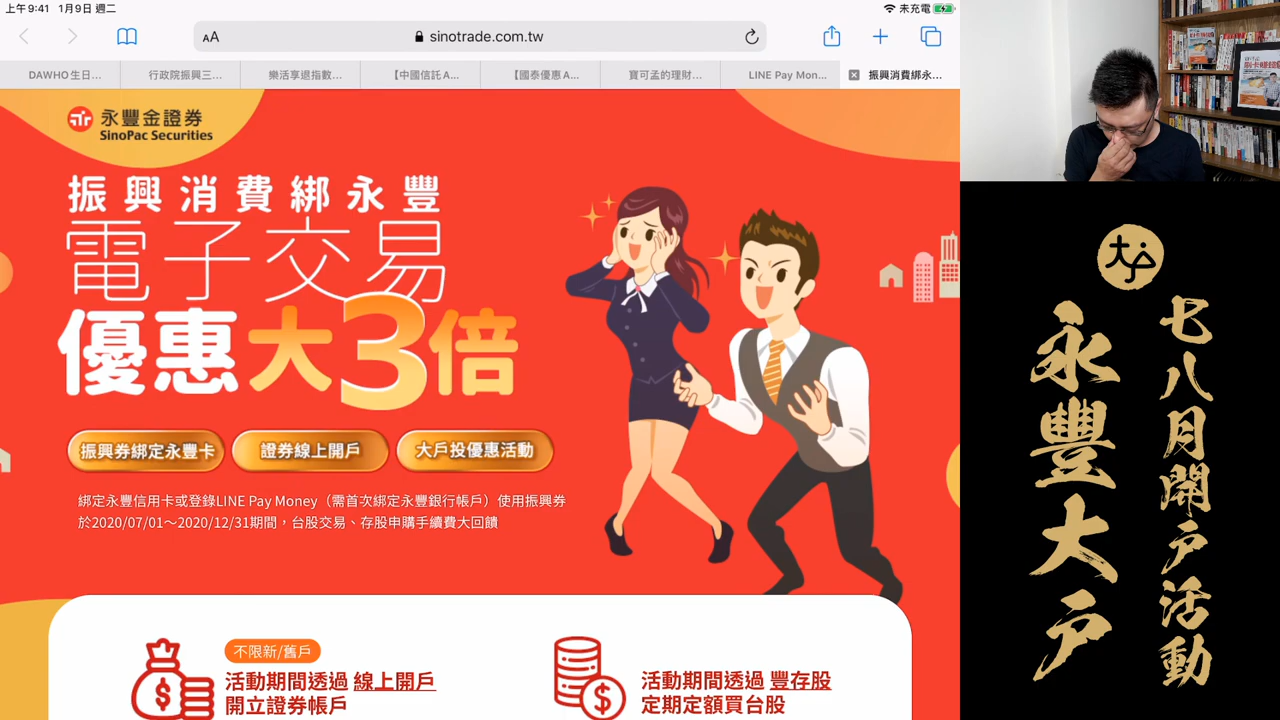 上午9:41 1月9日 週二
未充電
AA
sinotrade.com.tw
DAWHO生日...
行政院振興三...
樂活享退指數...
【中國信託 A...
【國泰優惠 A...
寶可孟的理財...
LINE Pay Mon...
振興消費綁永...
永豐金證券
SinoPac Securities
振興消費綁永豐
電子交易
優惠大3倍
振興券綁定永豐卡
證券線上開戶
大戶投優惠活動
綁定永豐信用卡或登錄LINE Pay Money（需首次綁定永豐銀行帳戶）使用振興券
於2020/07/01～2020/12/31期間，台股交易、存股申購手續費大回饋
不限新/舊戶
活動期間透過 線上開戶
開立證券帳戶
活動期間透過 豐存股
定期定額買台股
大戶
七八月開戶活動
永豐大戶